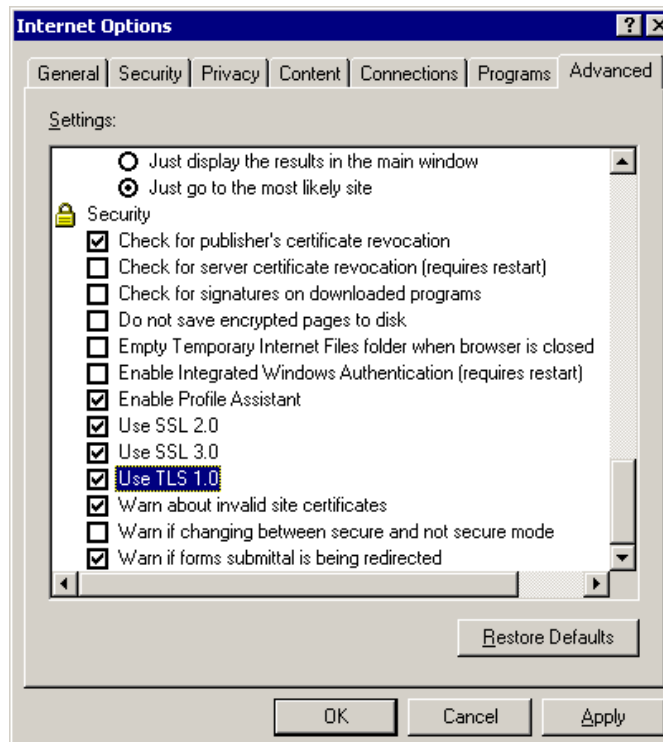 Internet Options
General Security Privacy Content Connections Programs Advanced
Settings:
Just display the results in the main window
Just go to the most likely site
Security
Check for publisher's certificate revocation
Check for server certificate revocation (requires restart)
Check for signatures on downloaded programs
Do not save encrypted pages to disk
Empty Temporary Internet Files folder when browser is closed
Enable Integrated Windows Authentication (requires restart)
Enable Profile Assistant
Use SSL 2.0
Use SSL 3.0
Use TLS 1.0
Warn about invalid site certificates
Warn if changing between secure and not secure mode
Warn if forms submittal is being redirected
Restore Defaults
OK Cancel Apply